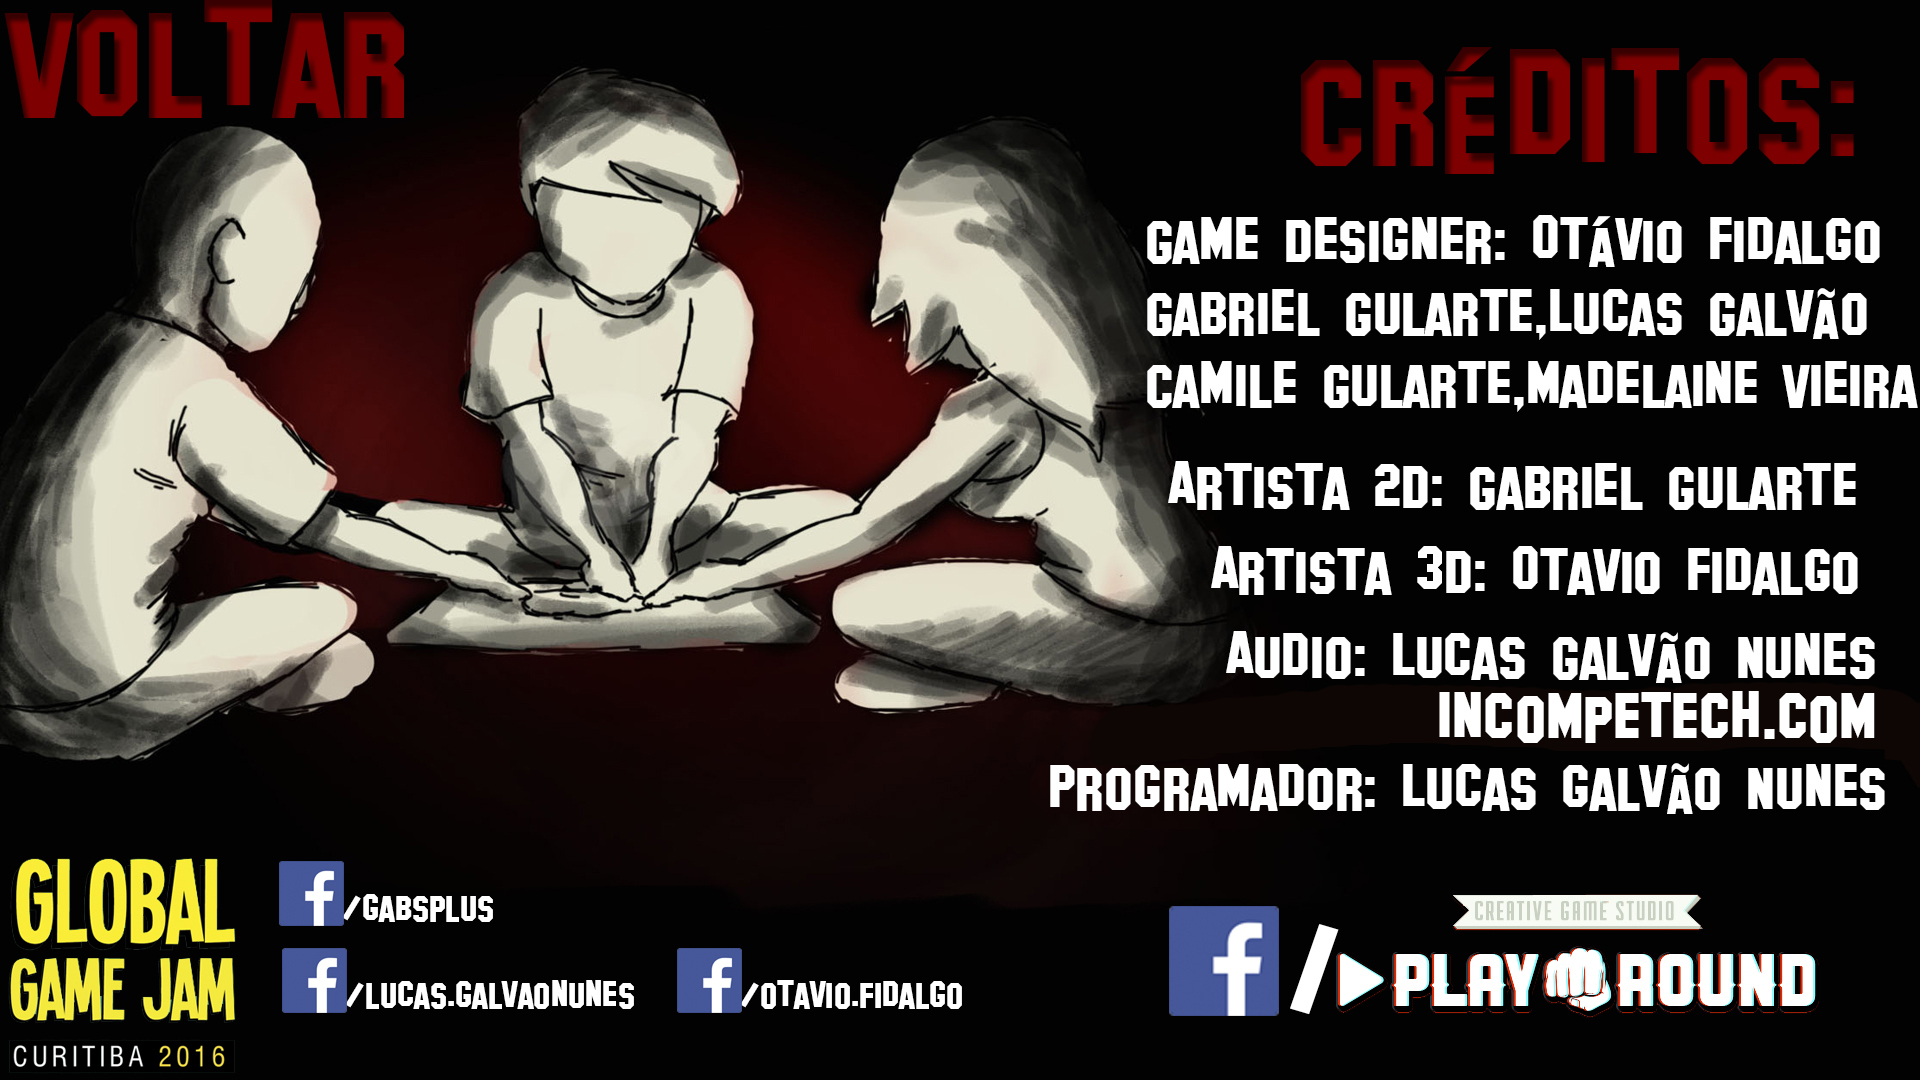 VOLTAR
CRÉDITOS:
GAME DESIGNER: OTÁVIO FIDALGO
GABRIEL GULARTE,LUCAS GALVÃO
CAMILE GULARTE,MADELAINE VIEIRA
ARTISTA 2D: GABRIEL GULARTE
ARTISTA 3D: OTAVIO FIDALGO
AUDIO: LUCAS GALVÃO NUNES
INCOMPETECH.COM
PROGRAMADOR: LUCAS GALVÃO NUNES
GLOBAL
GAME JAM
CURITIBA 2016
f/GABSPLUS
f/LUCAS.GALVAONUNES
f/OTAVIO.FIDALGO
CREATIVE GAME STUDIO
f/PLAY ROUND